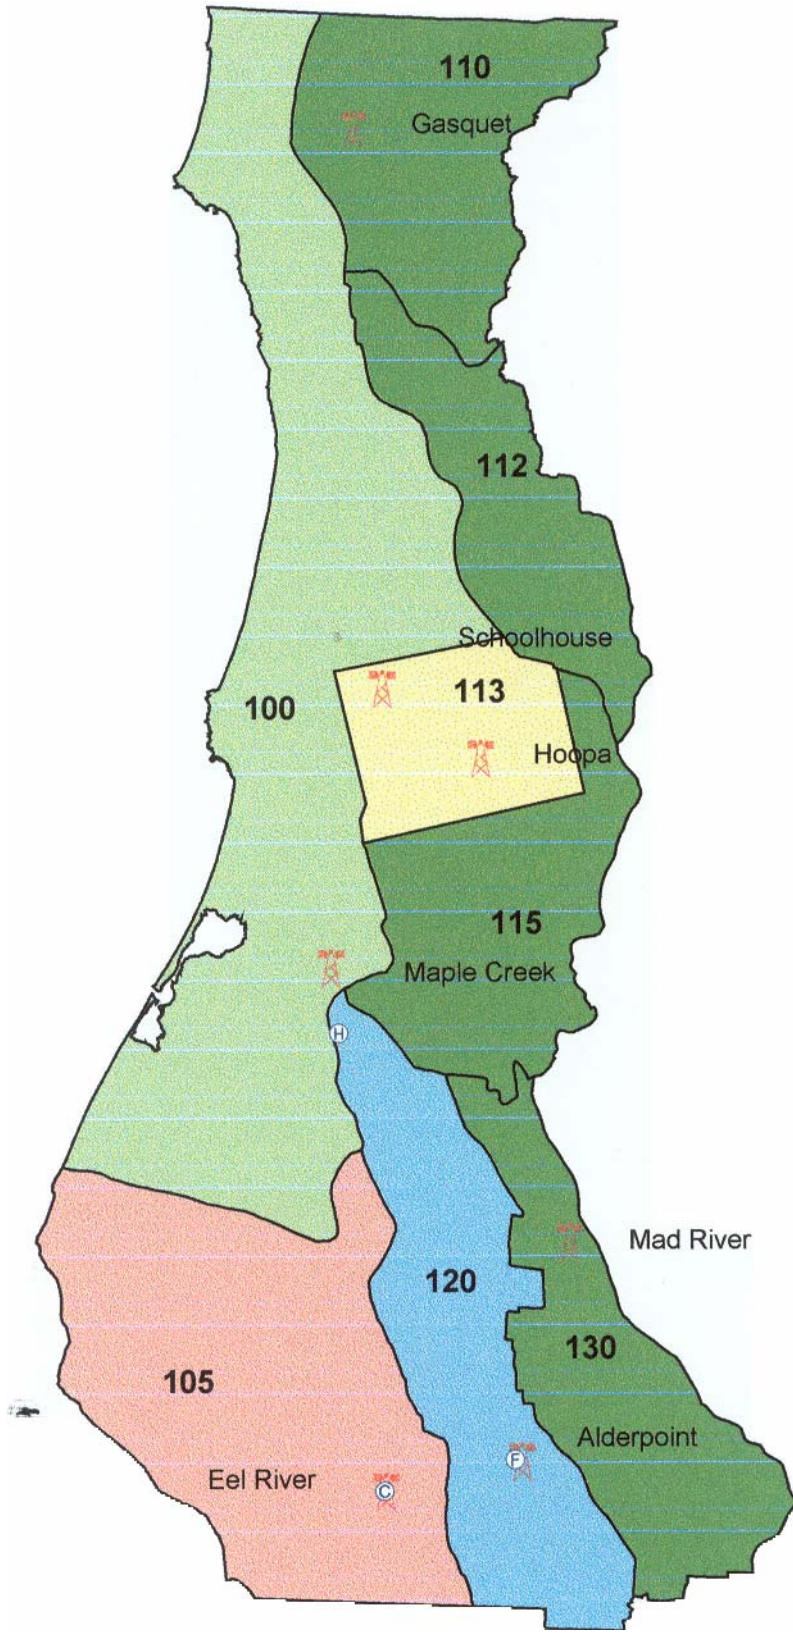 110
Gasquet
112
Schoolhouse
113
100
Hoopa
115
Maple Creek
H
Mad River
120
130
105
Alderpoint
F
Eel River
C